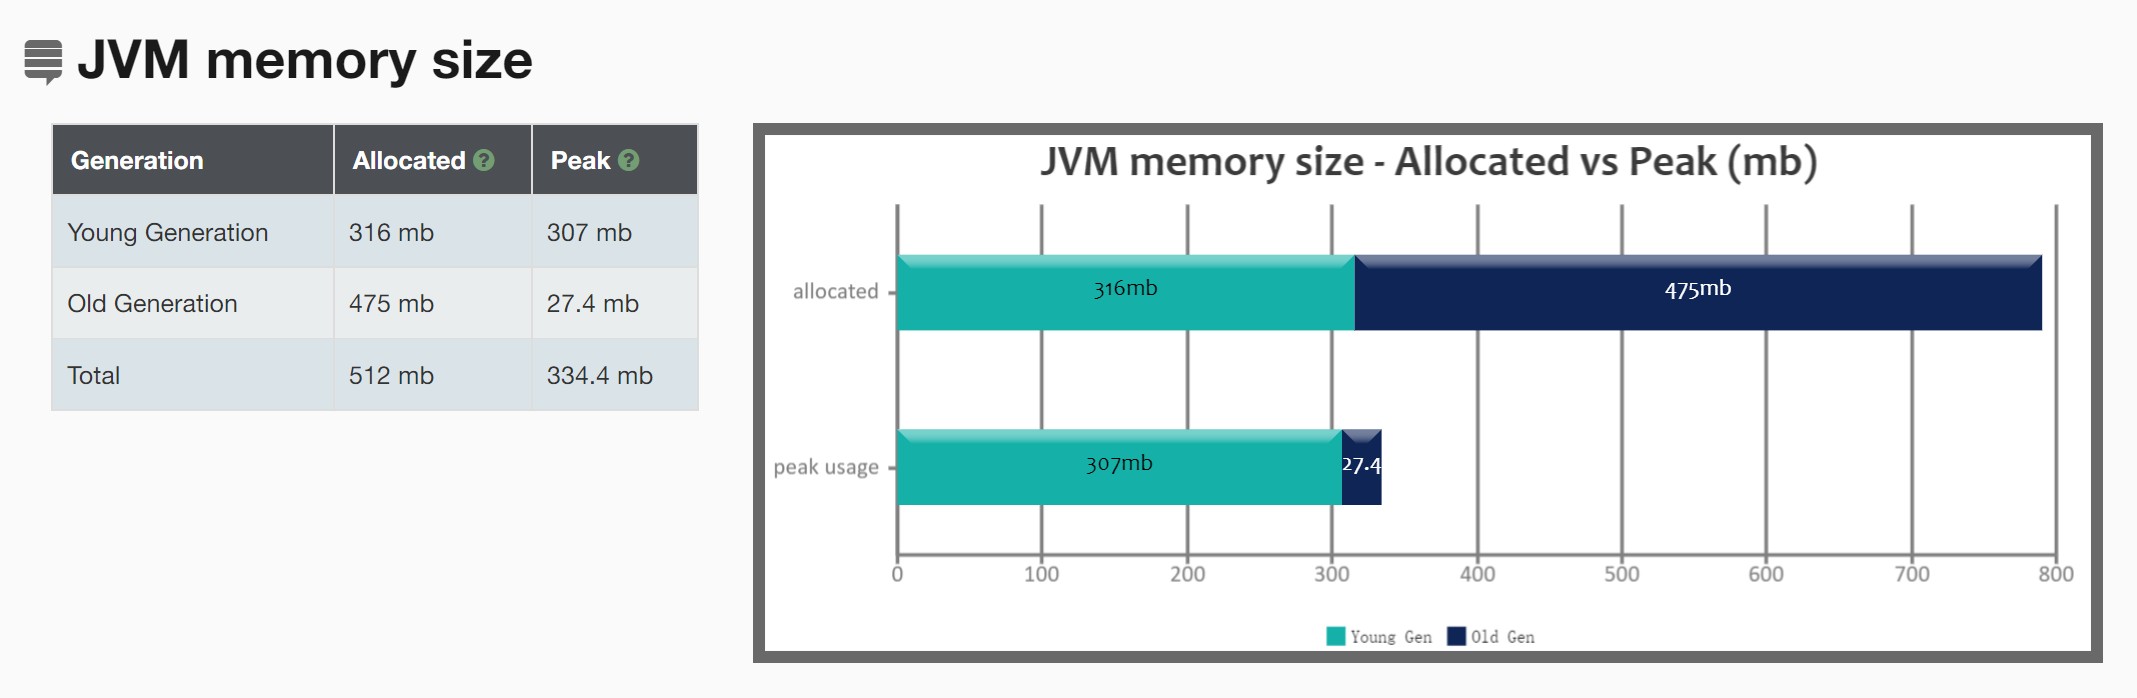 JVM memory size
Generation Allocated ? Peak ?
Young Generation 316 mb 307 mb
Old Generation 475 mb 27.4 mb
Total 512 mb 334.4 mb
JVM memory size - Allocated vs Peak (mb)
allocated 316mb 475mb
peak usage 307mb 27.4
0 100 200 300 400 500 600 700 800
Young Gen Old Gen